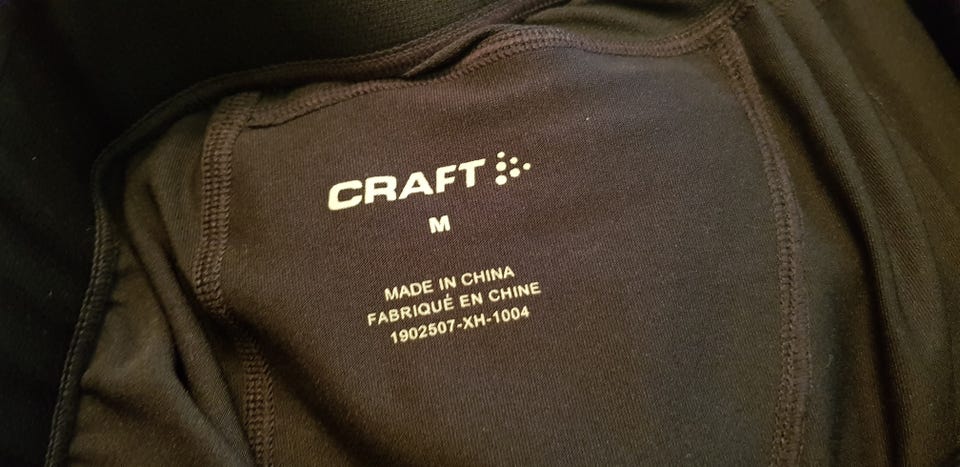 CRAFT
M
MADE IN CHINA
FABRIQUÉ EN CHINE
1902507-XH-1004